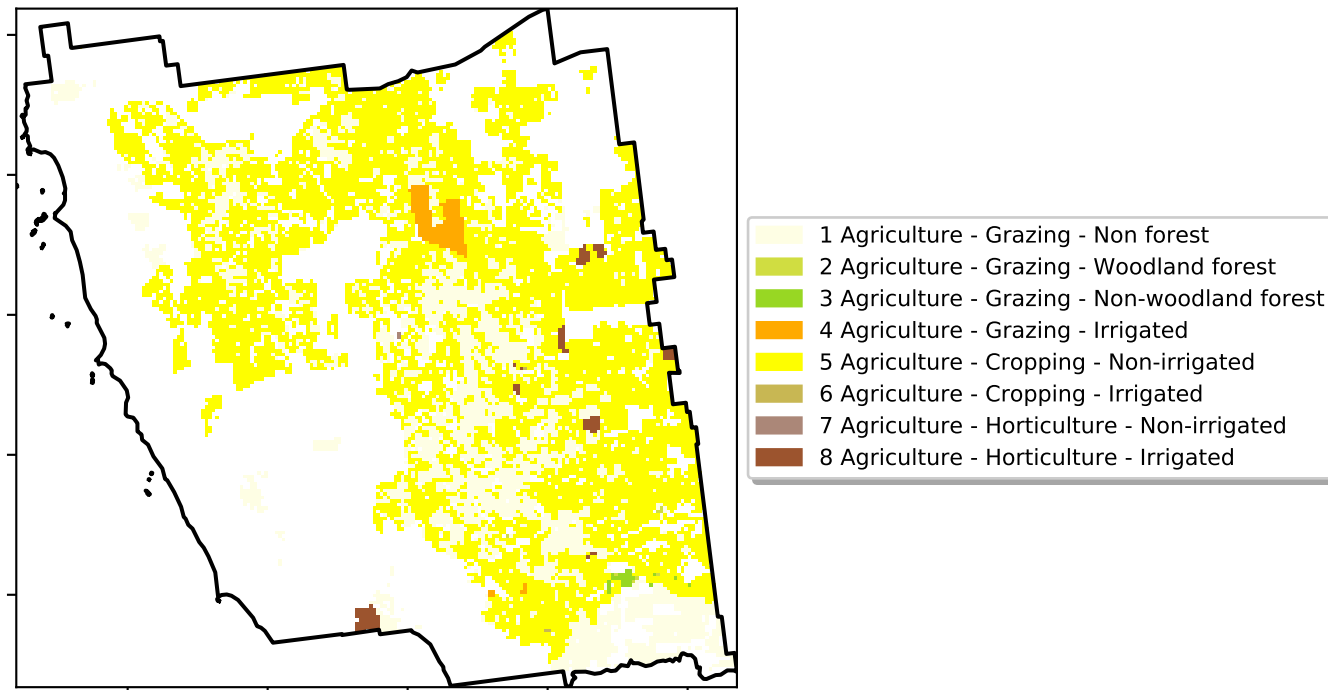 1 Agriculture - Grazing - Non forest
2 Agriculture - Grazing - Woodland forest
3 Agriculture - Grazing - Non-woodland forest
4 Agriculture - Grazing - Irrigated
5 Agriculture - Cropping - Non-irrigated
6 Agriculture - Cropping - Irrigated
7 Agriculture - Horticulture - Non-irrigated
8 Agriculture - Horticulture - Irrigated